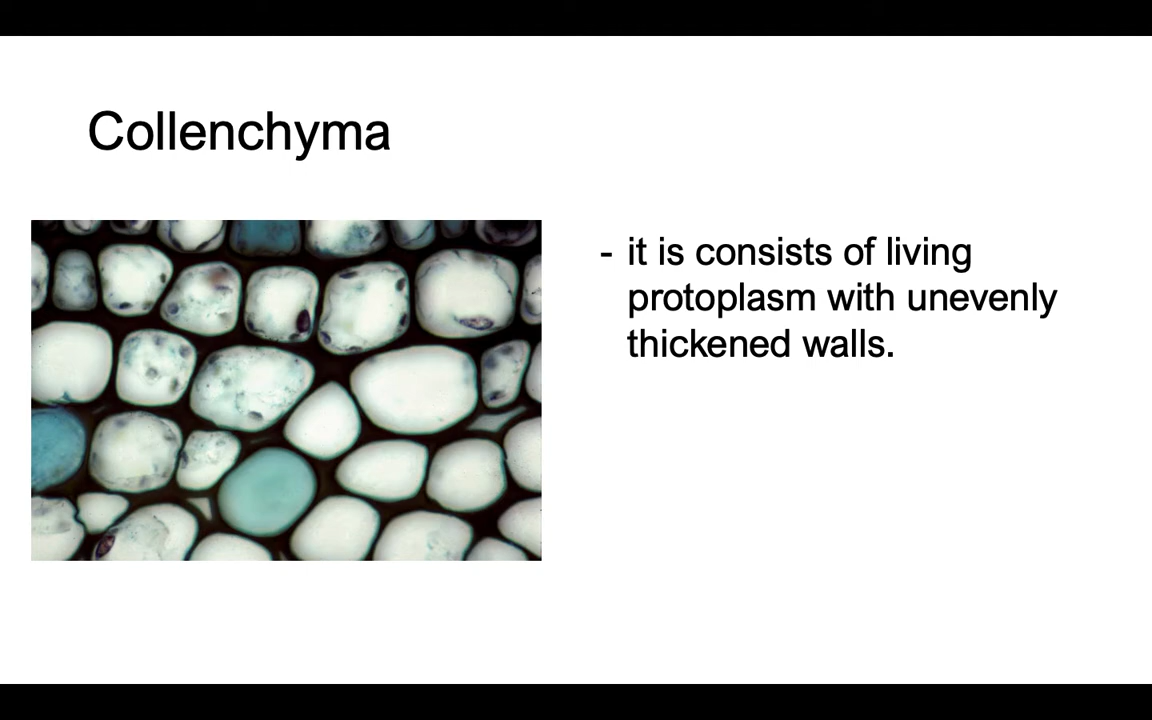 Collenchyma
- it is consists of living
protoplasm with unevenly
thickened walls.